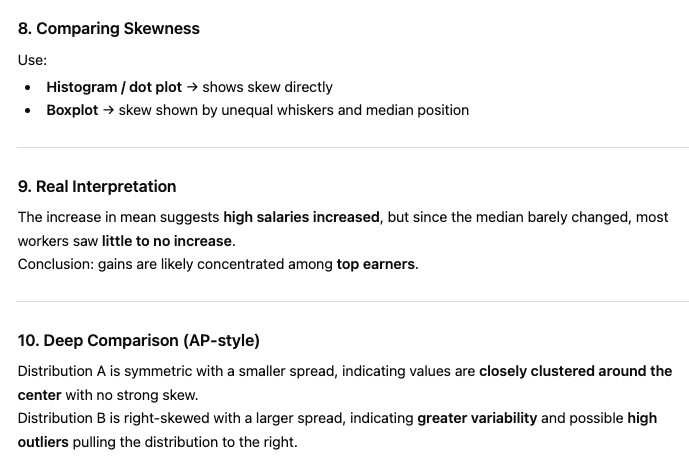 8. Comparing Skewness
Use:
• Histogram / dot plot → shows skew directly
• Boxplot → skew shown by unequal whiskers and median position
9. Real Interpretation
The increase in mean suggests high salaries increased, but since the median barely changed, most
workers saw little to no increase.
Conclusion: gains are likely concentrated among top earners.
10. Deep Comparison (AP-style)
Distribution A is symmetric with a smaller spread, indicating values are closely clustered around the
center with no strong skew.
Distribution B is right-skewed with a larger spread, indicating greater variability and possible high
outliers pulling the distribution to the right.